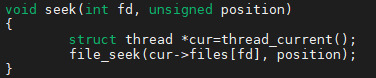 void seek(int fd, unsigned position)
{
        struct thread *cur=thread_current();
        file_seek(cur->files[fd], position);
}